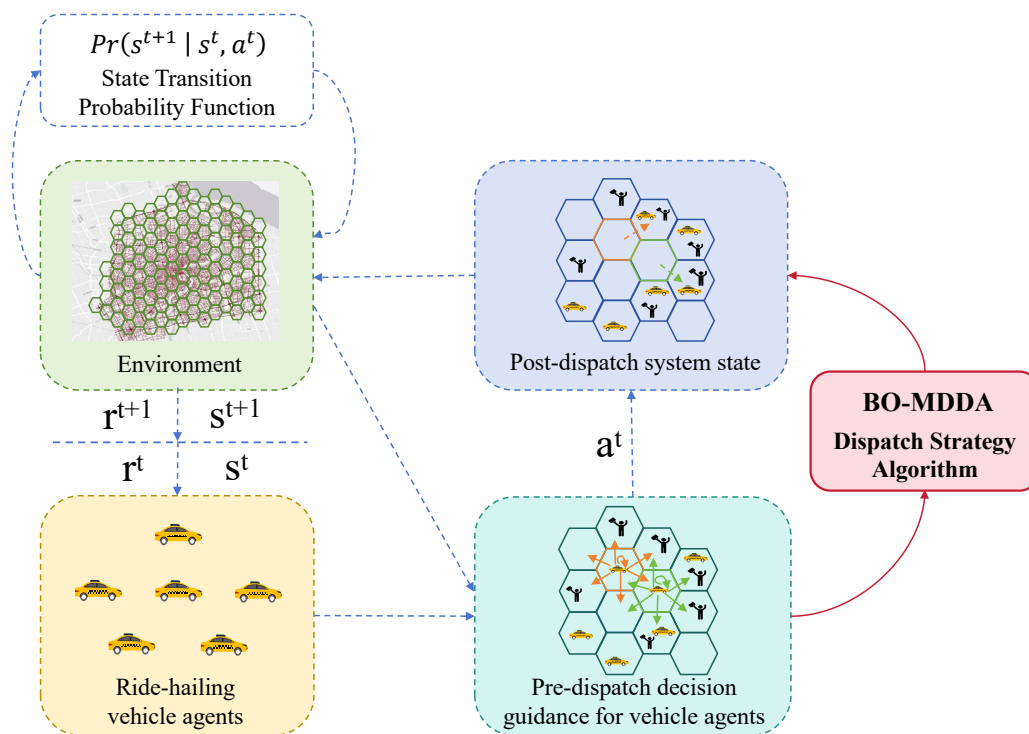 Pr(s^{t+1} | s^t, a^t)
State Transition
Probability Function
Environment
Post-dispatch system state
r^{t+1} s^{t+1}
r^t s^t
a^t
BO-MDDA
Dispatch Strategy
Algorithm
Ride-hailing
vehicle agents
Pre-dispatch decision
guidance for vehicle agents